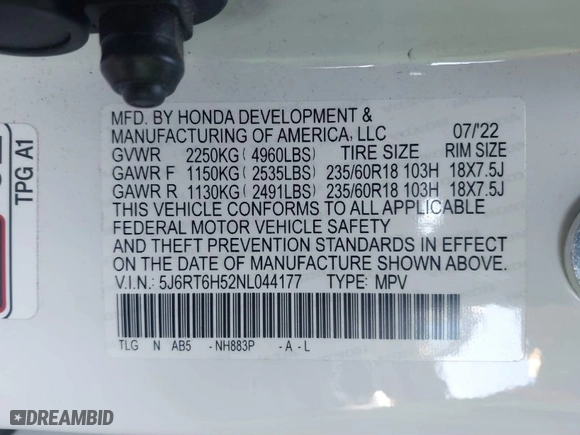 MFD. BY HONDA DEVELOPMENT &
MANUFACTURING OF AMERICA, LLC 07/'22
GVWR 2250KG ( 4960LBS ) TIRE SIZE RIM SIZE
GAWR F 1150KG ( 2535LBS ) 235/60R18 103H 18X7.5J
GAWR R 1130KG ( 2491LBS ) 235/60R18 103H 18X7.5J
THIS VEHICLE CONFORMS TO ALL APPLICABLE
FEDERAL MOTOR VEHICLE SAFETY
AND THEFT PREVENTION STANDARDS IN EFFECT
ON THE DATE OF MANUFACTURE SHOWN ABOVE.
V.I.N.: 5J6RT6H52NL044177 TYPE: MPV
TLG N AB5 -NH883P -A-L
TPG A1
DREAMBID